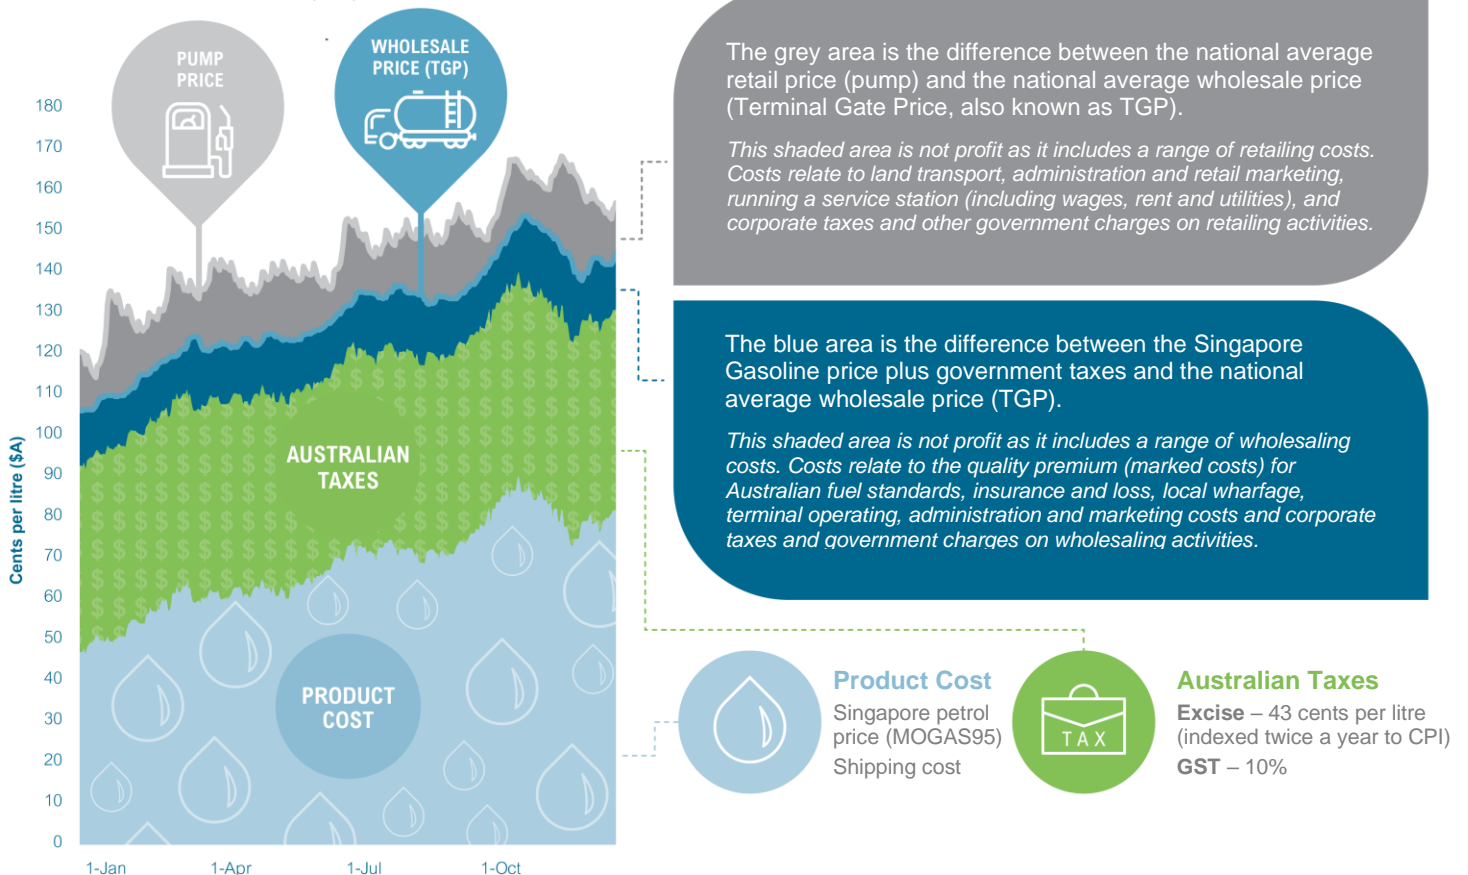 PUMP
PRICE
WHOLESALE
PRICE (TGP)
Cents per litre ($A)
180
170
160
150
140
130
120
110
100
90
80
70
60
50
40
30
20
10
0
1-Jan
1-Apr
1-Jul
1-Oct
AUSTRALIAN
TAXES
PRODUCT
COST
The grey area is the difference between the national average
retail price (pump) and the national average wholesale price
(Terminal Gate Price, also known as TGP).
This shaded area is not profit as it includes a range of retailing costs.
Costs relate to land transport, administration and retail marketing,
running a service station (including wages, rent and utilities), and
corporate taxes and other government charges on retailing activities.
The blue area is the difference between the Singapore
Gasoline price plus government taxes and the national
average wholesale price (TGP).
This shaded area is not profit as it includes a range of wholesaling
costs. Costs relate to the quality premium (marked costs) for
Australian fuel standards, insurance and loss, local wharfage,
terminal operating, administration and marketing costs and corporate
taxes and government charges on wholesaling activities.
Product Cost
Singapore petrol
price (MOGAS95)
Shipping cost
TAX
Australian Taxes
Excise – 43 cents per litre
(indexed twice a year to CPI)
GST – 10%